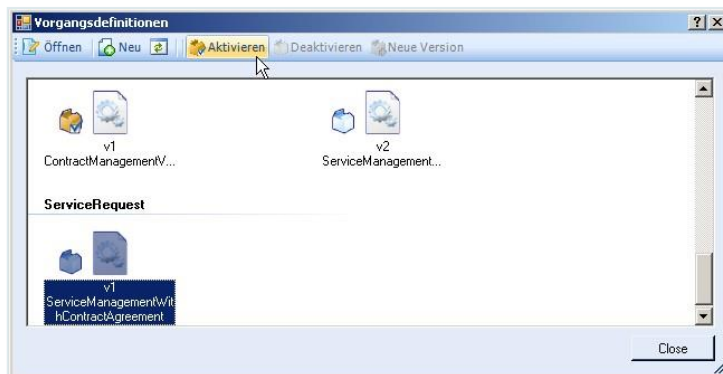 Vorgangsdefinitionen
Öffnen Neu Aktivieren Deaktivieren Neue Version
v1 v2
ContractManagementV... ServiceManagement...
ServiceRequest
v1
ServiceManagementWit
hContractAgreement
Close